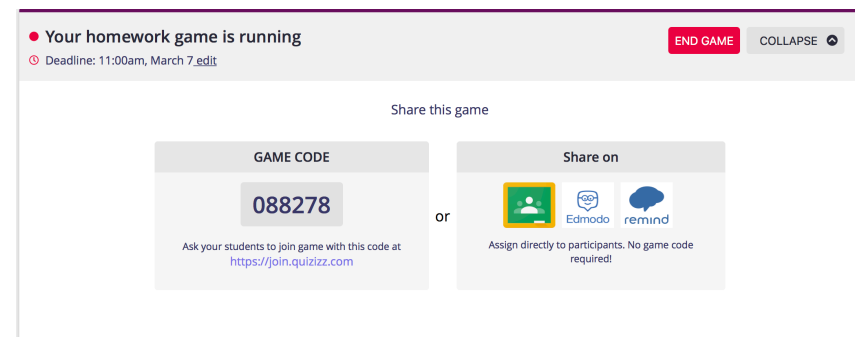 Your homework game is running
END GAME
COLLAPSE
Deadline: 11:00am, March 7 edit
Share this game
GAME CODE
088278
Ask your students to join game with this code at
https://join.quizizz.com
or
Share on
Edmodo
remind
Assign directly to participants. No game code
required!